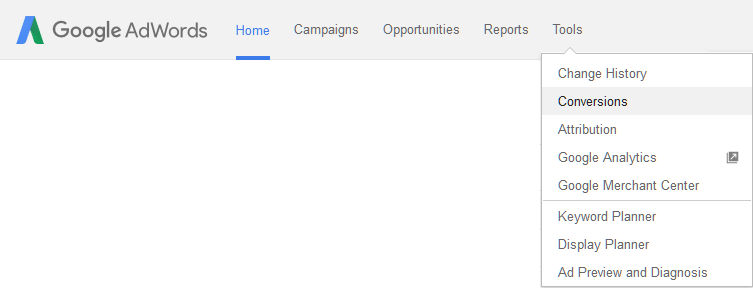 Google AdWords Home Campaigns Opportunities Reports Tools
Change History
Conversions
Attribution
Google Analytics
Google Merchant Center
Keyword Planner
Display Planner
Ad Preview and Diagnosis